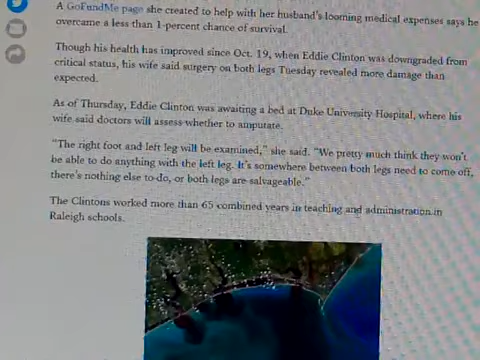 A GoFundMe page she created to help with her husband's looming medical expenses says he
overcame a less than 1-percent chance of survival.
Though his health has improved since Oct. 19, when Eddie Clinton was downgraded from
critical status, his wife said surgery on both legs Tuesday revealed more damage than
expected.
As of Thursday, Eddie Clinton was awaiting a bed at Duke University Hospital, where his
wife said doctors will assess whether to amputate.
"The right foot and left leg will be examined," she said. "We pretty much think they won't
be able to do anything with the left leg. It's somewhere between both legs need to come off,
there's nothing else to do, or both legs are salvageable."
The Clintons worked more than 65 combined years in teaching and administration in
Raleigh schools.